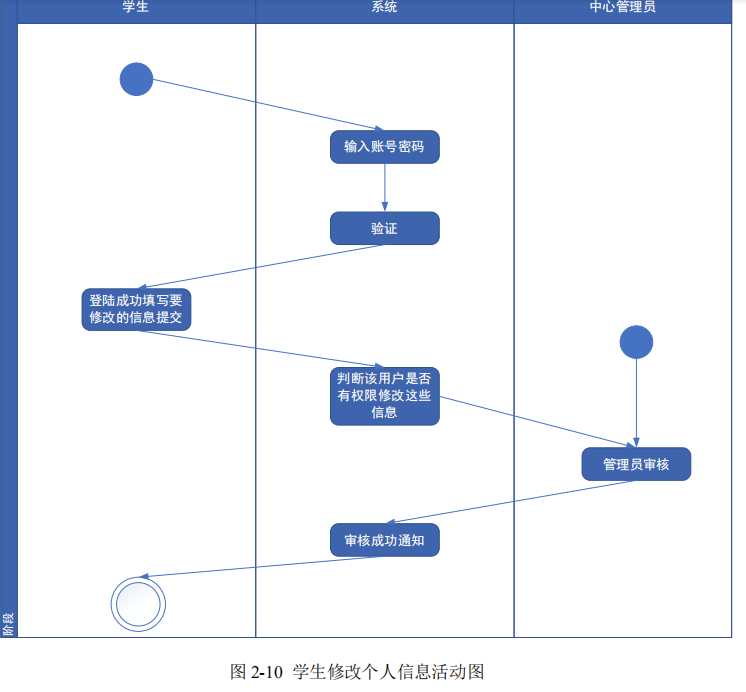 学生
系统
中心管理员
输入账号密码
验证
登陆成功填写要
修改的信息提交
判断该用户是否
有权限修改这些
信息
管理员审核
审核成功通知
阶段
图 2-10 学生修改个人信息活动图